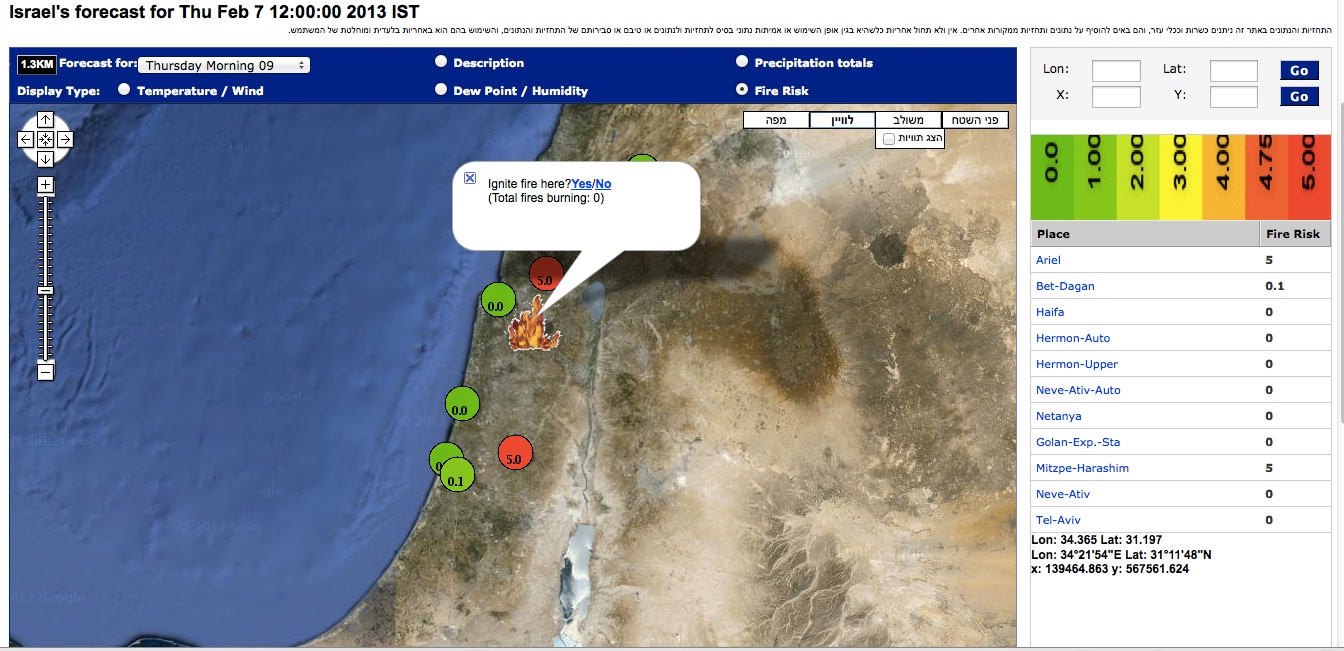 Israel's forecast for Thu Feb 7 12:00:00 2013 IST
התחזיות והנתונים באתר זה ניתנים כשרות וככלי עזר, והם באים להוסיף על נתונים ותחזיות ממקורות אחרים. אין ולא תחול אחריות כלשהיא בגין אופן השימוש או אמיתות נתוני בסיס לתחזיות ולנתונים או טיבם או סבירותם של התחזיות והנתונים, והשימוש בהם הוא באחריות בלעדית ומוחלטת של המשתמש.
1.3KM Forecast for: Thursday Morning 09 Description Precipitation totals
Display Type: Temperature / Wind Dew Point / Humidity Fire Risk
Lon: Lat: Go
X: Y: Go
מפה לוויין משולב פני השטח
הצג תוויות
Ignite fire here?Yes/No
(Total fires burning: 0)
5.0
0.0
0.0
5.0
0.1
Google
© 2012 Google
012 Google
0.0 1.00 2.00 3.00 4.00 4.75 5.00
Place Fire Risk
Ariel 5
Bet-Dagan 0.1
Haifa 0
Hermon-Auto 0
Hermon-Upper 0
Neve-Ativ-Auto 0
Netanya 0
Golan-Exp.-Sta 0
Mitzpe-Harashim 5
Neve-Ativ 0
Tel-Aviv 0
Lon: 34.365 Lat: 31.197
Lon: 34°21'54"E Lat: 31°11'48"N
x: 139464.863 y: 567561.624